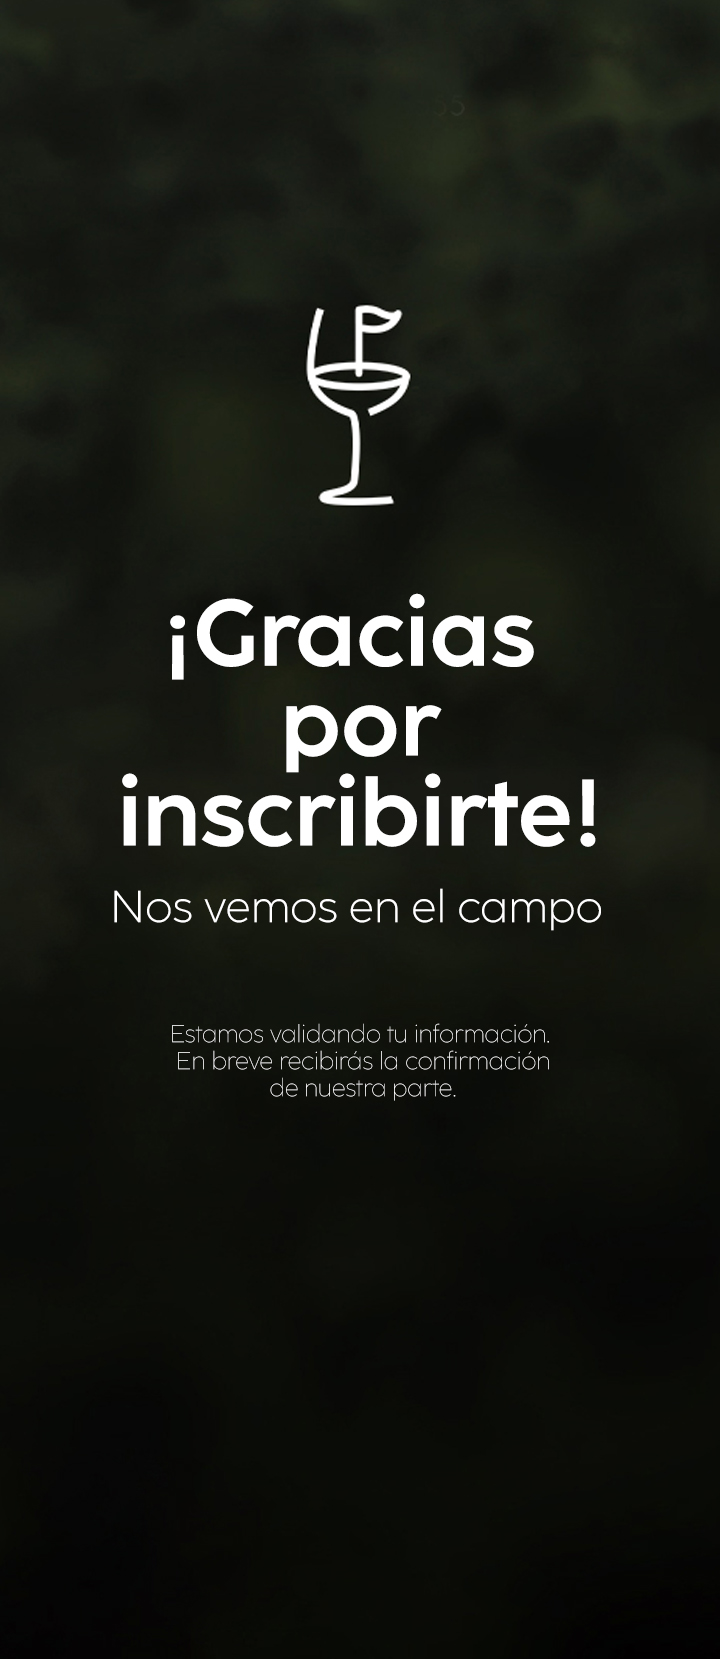 ¡Gracias
por
inscribirte!
Nos vemos en el campo
Estamos validando tu información.
En breve recibirás la confirmación
de nuestra parte.